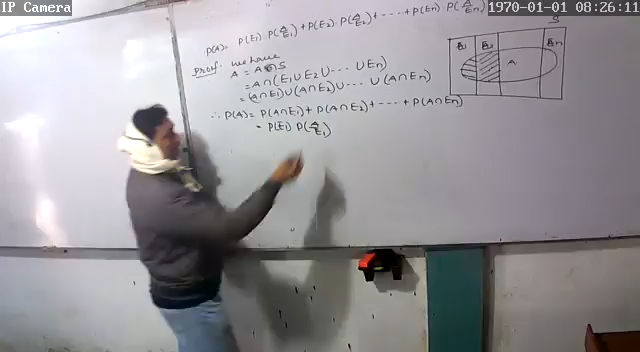 IP Camera
1970-01-01 08:26:11
P(A) = P(E1) P(A/E1) + P(E2) . P(A/E2) + - - - - + P(En) P(A/En)
Proof: we have
A = A∩S
= A∩(E1∪E2∪ - - - ∪En)
= (A∩E1)∪(A∩E2)∪ - - - ∪(A∩En)
∴ P(A) = P(A∩E1) + P(A∩E2) + - - - + P(A∩En)
= P(E1) P(A/E1)
S
E1 E2 A En